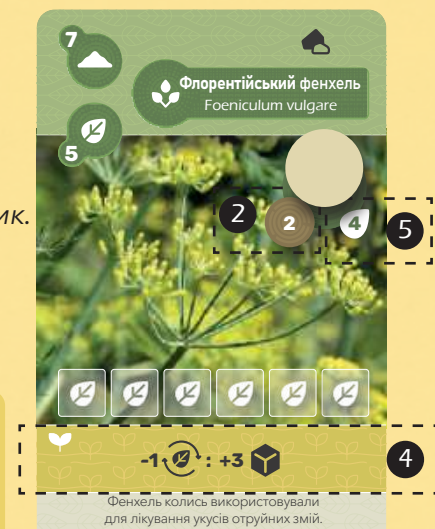 7
Флорентійський фенхель
Foeniculum vulgare
5
ик.
2
2
4
5
-1 : +3
4
Фенхель колись використовували
для лікування укусів отруйних змій.